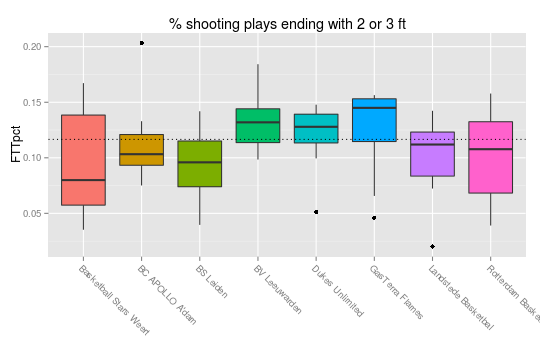 % shooting plays ending with 2 or 3 ft
FTTpct
0.20
0.15
0.10
0.05
Basketball Stars Weert
BC APOLLO A'dam
BS Leiden
BV Leeuwarden
Dukes Unlimited
GasTerra Flames
Landstede Basketbal
Rotterdam Baske